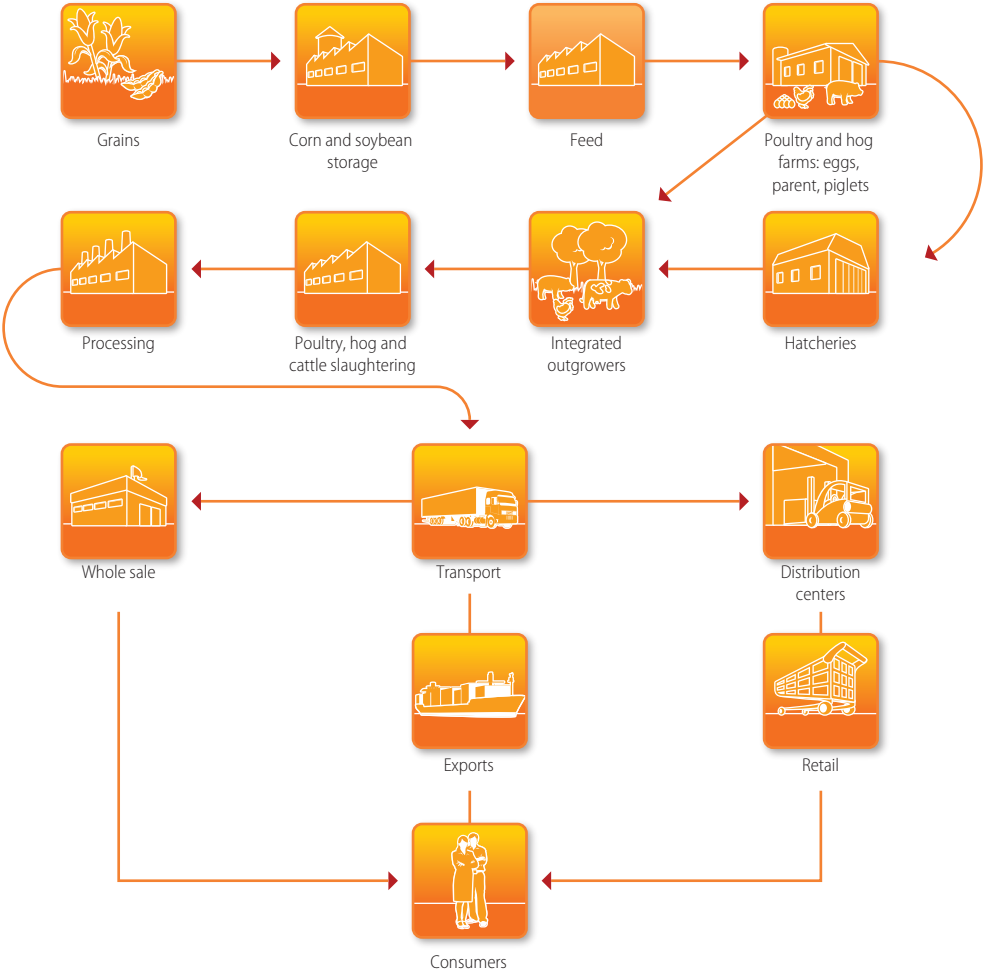 Grains
Corn and soybean
storage
Feed
Poultry and hog
farms: eggs,
parent, piglets
Processing
Poultry, hog and
cattle slaughtering
Integrated
outgrowers
Hatcheries
Whole sale
Transport
Distribution
centers
Exports
Retail
Consumers